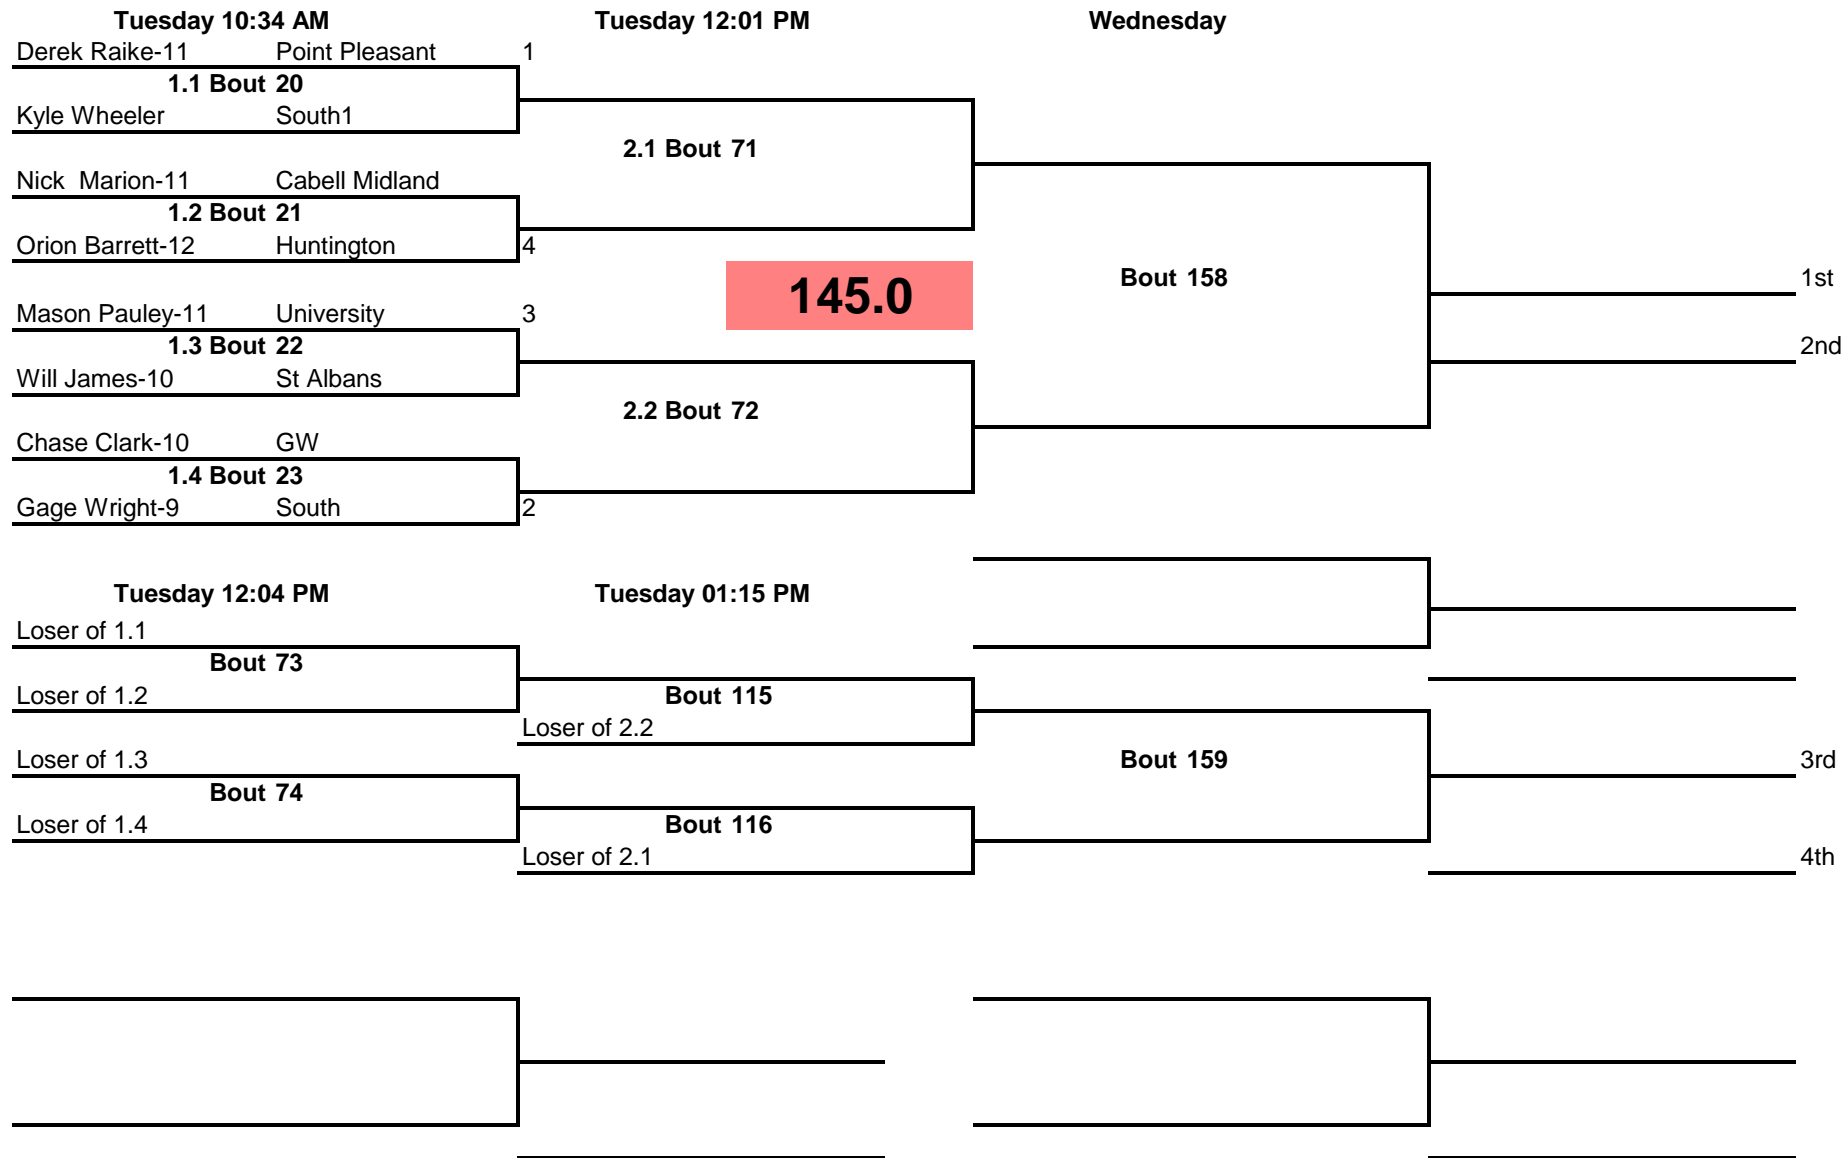 Tuesday 10:34 AM Tuesday 12:01 PM Wednesday
Derek Raike-11 Point Pleasant 1
1.1 Bout 20
Kyle Wheeler South1
2.1 Bout 71
Nick  Marion-11 Cabell Midland
1.2 Bout 21
Orion Barrett-12 Huntington 4
145.0
Bout 158
1st
Mason Pauley-11 University 3
1.3 Bout 22
2nd
Will James-10 St Albans
2.2 Bout 72
Chase Clark-10 GW
1.4 Bout 23
Gage Wright-9 South 2
Tuesday 12:04 PM Tuesday 01:15 PM
Loser of 1.1
Bout 73
Loser of 1.2
Bout 115
Loser of 2.2
Loser of 1.3
Bout 159
3rd
Bout 74
Loser of 1.4
Bout 116
Loser of 2.1
4th